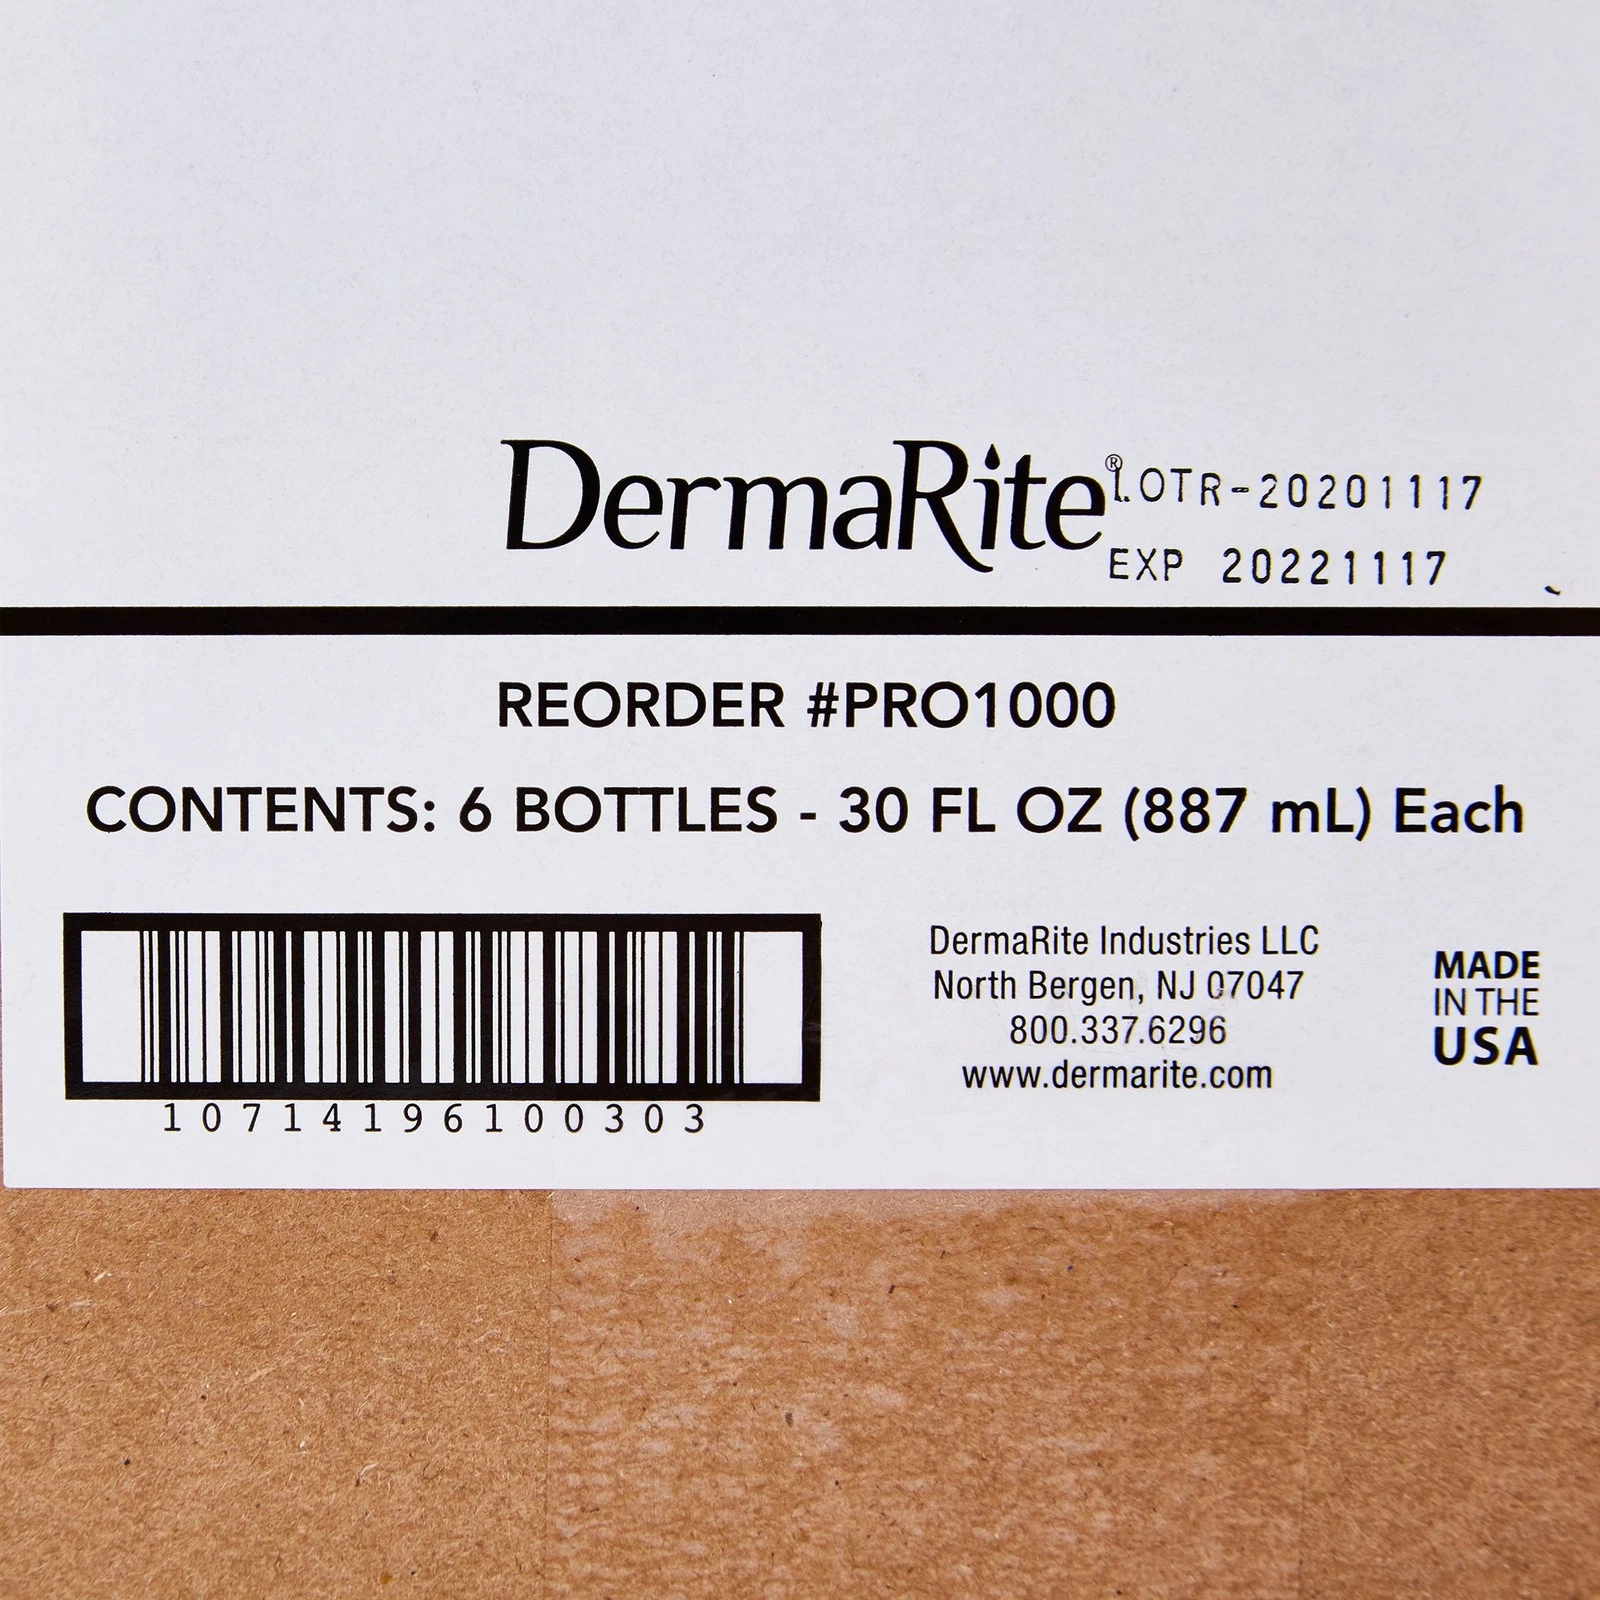 DermaRite®
LOTR-20201117
EXP 20221117
REORDER #PRO1000
CONTENTS: 6 BOTTLES - 30 FL OZ (887 mL) Each
10714196100303
DermaRite Industries LLC
North Bergen, NJ 07047
800.337.6296
www.dermarite.com
MADE
IN THE
USA